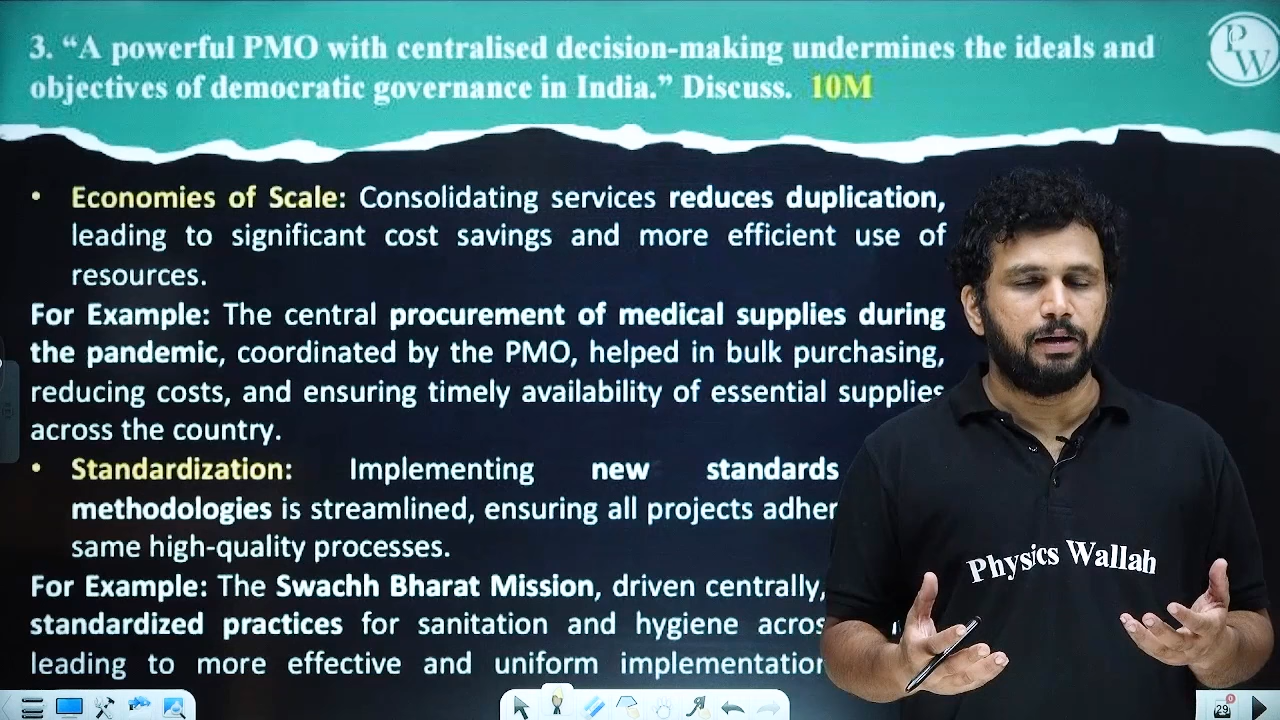 3. “A powerful PMO with centralised decision-making undermines the ideals and
objectives of democratic governance in India.” Discuss. 10M
PW
• Economies of Scale: Consolidating services reduces duplication,
leading to significant cost savings and more efficient use of
resources.
For Example: The central procurement of medical supplies during
the pandemic, coordinated by the PMO, helped in bulk purchasing,
reducing costs, and ensuring timely availability of essential supplies
across the country.
• Standardization: Implementing new standards
methodologies is streamlined, ensuring all projects adher
same high-quality processes.
For Example: The Swachh Bharat Mission, driven centrally,
standardized practices for sanitation and hygiene acros
leading to more effective and uniform implementation
Physics Wallah
29